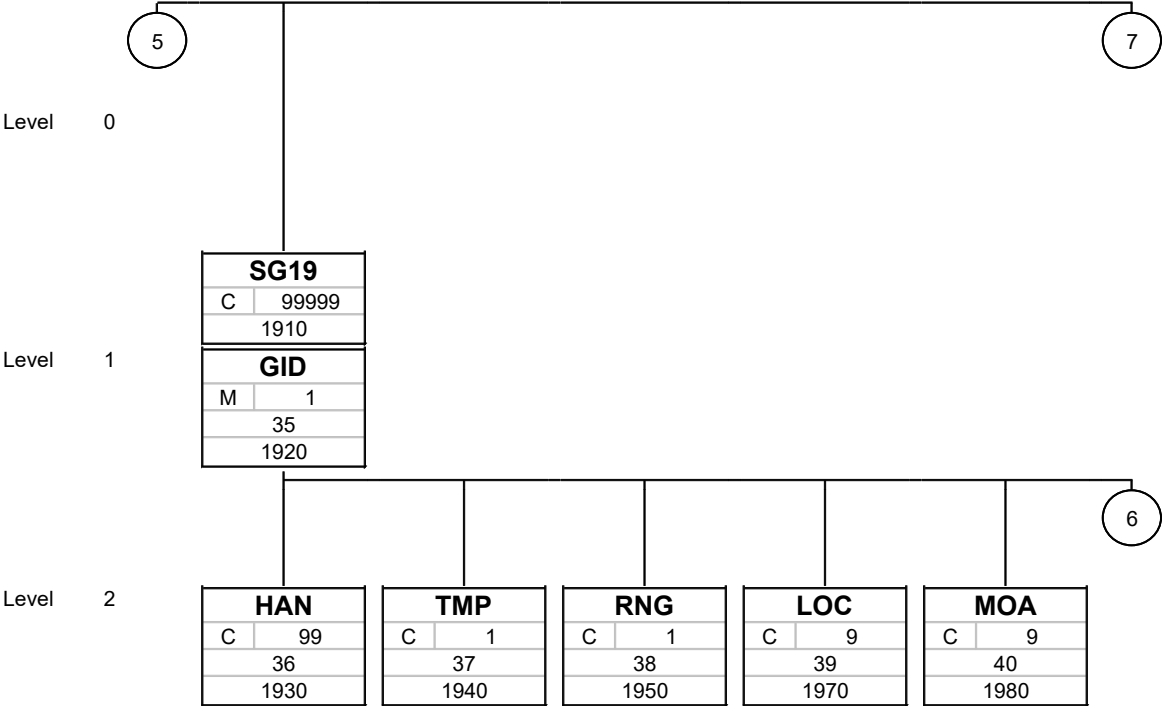 5 7
Level 0
SG19
C 99999
1910
Level 1
GID
M 1
35
1920
6
Level 2
HAN TMP RNG LOC MOA
C 99 C 1 C 1 C 9 C 9
36 37 38 39 40
1930 1940 1950 1970 1980